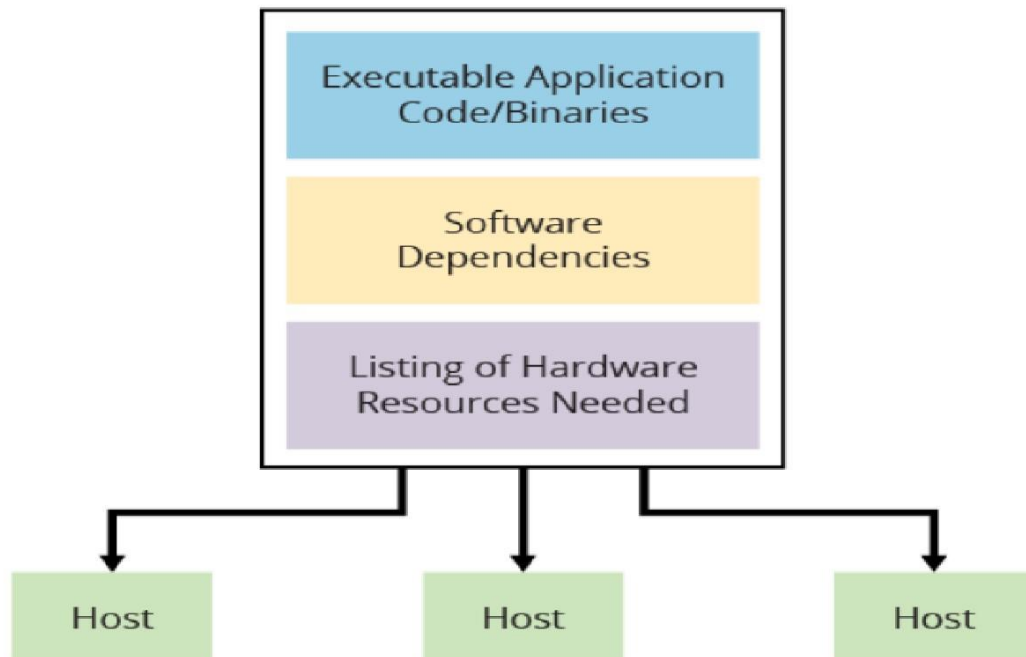 Executable Application
Code/Binaries
Software
Dependencies
Listing of Hardware
Resources Needed
Host
Host
Host